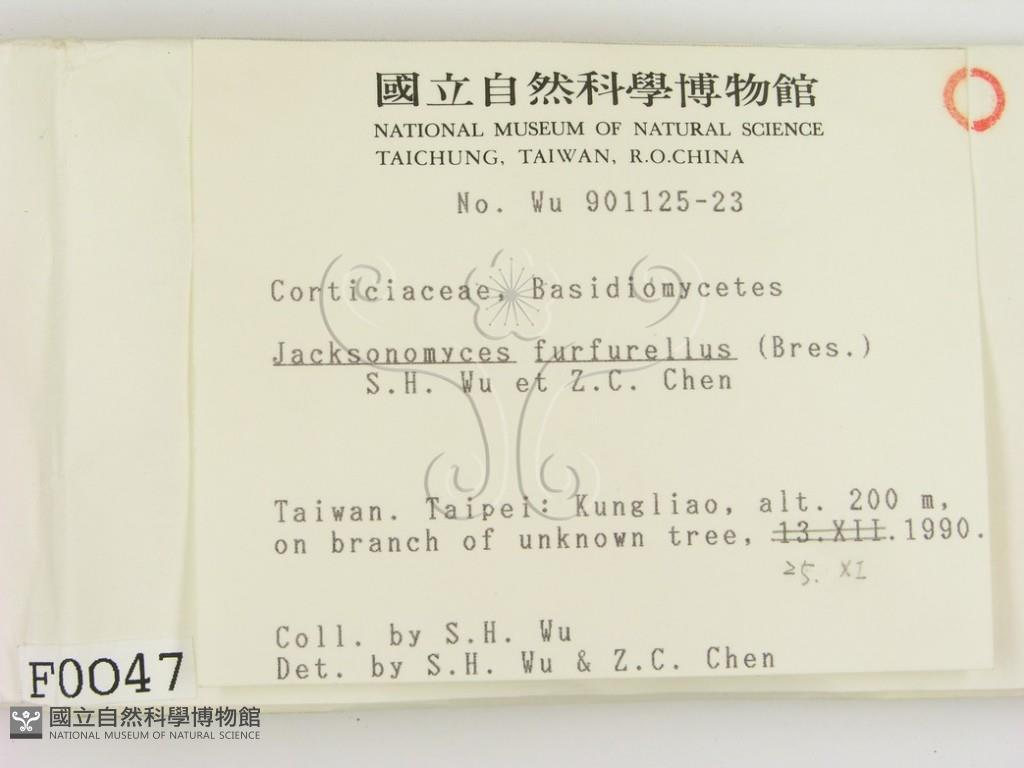 國立自然科學博物館
NATIONAL MUSEUM OF NATURAL SCIENCE
TAICHUNG, TAIWAN, R.O.CHINA
No. Wu 901125-23
Corticiaceae, Basidiomycetes
Jacksonomyces furfurellus (Bres.)
S.H. Wu et Z.C. Chen
Taiwan. Taipei: Kungliao, alt. 200 m,
on branch of unknown tree, 13.XII.1990.
25. XI
Coll. by S.H. Wu
Det. by S.H. Wu & Z.C. Chen
F0047
國立自然科學博物館
NATIONAL MUSEUM OF NATURAL SCIENCE